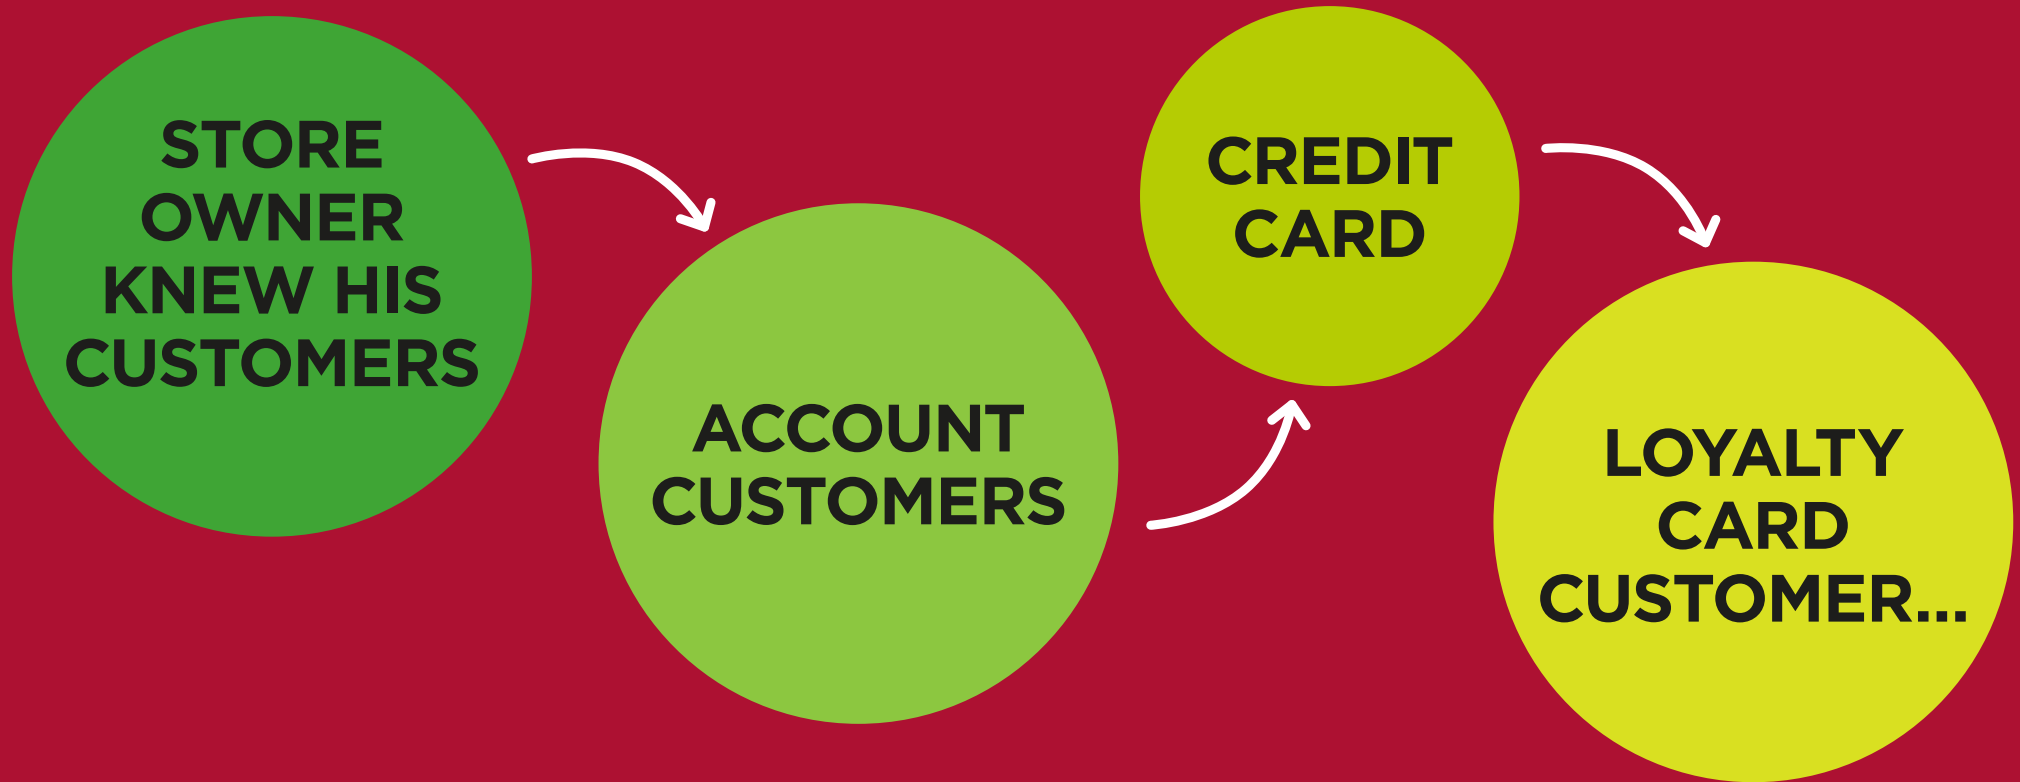 STORE
OWNER
KNEW HIS
CUSTOMERS
ACCOUNT
CUSTOMERS
CREDIT
CARD
LOYALTY
CARD
CUSTOMER...